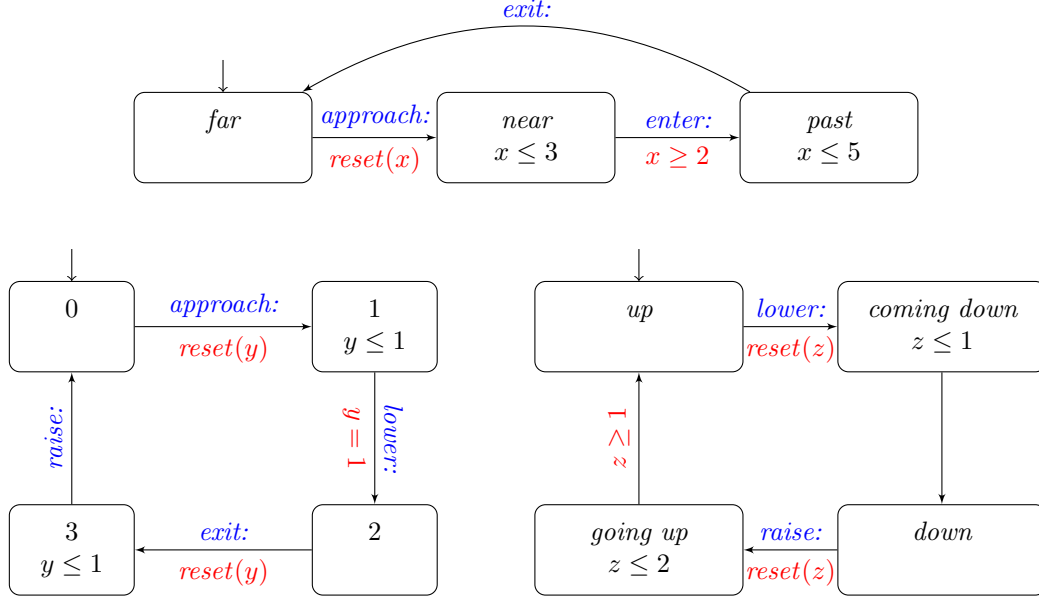 exit:
far
approach:
reset(x)
near
x ≤ 3
enter:
x ≥ 2
past
x ≤ 5
0
approach:
reset(y)
1
y ≤ 1
lower:
y = 1
2
exit:
reset(y)
3
y ≤ 1
raise:
up
lower:
reset(z)
coming down
z ≤ 1
down
raise:
reset(z)
going up
z ≤ 2
z ≥ 1